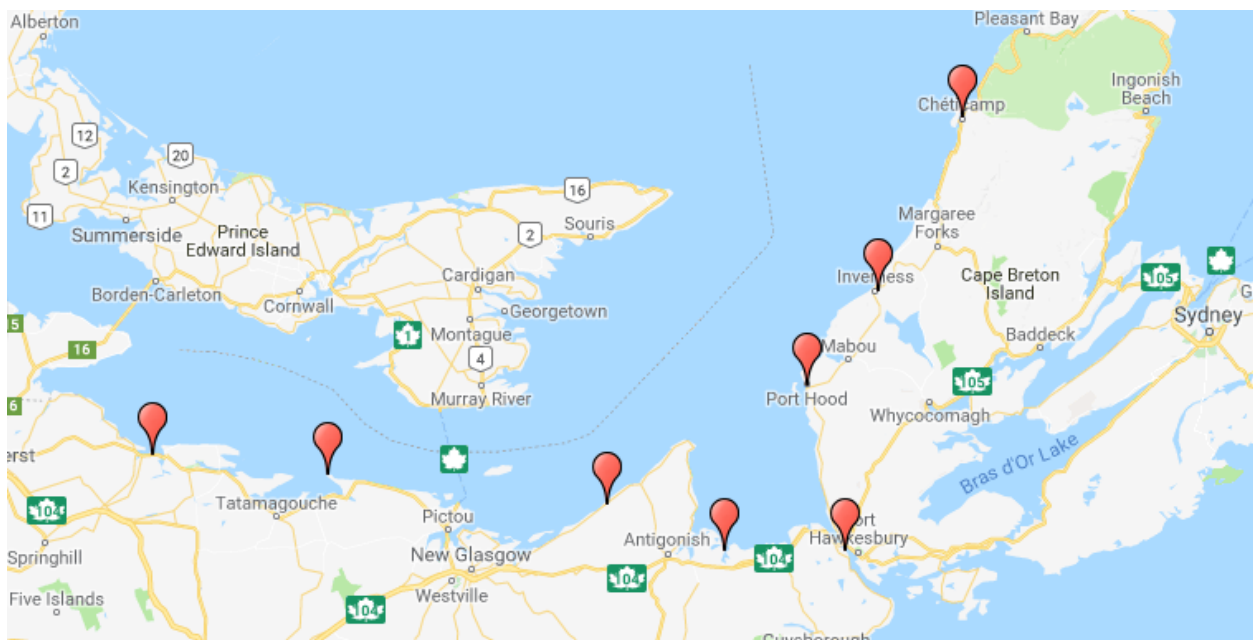 Alberton
Pleasant Bay
Ingonish
Beach
Chéticamp
12
20
2
Kensington
16
11
Souris
Margaree
Forks
Summerside
Prince
Edward Island
2
Inverness
Cape Breton
Island
105
Cardigan
Borden-Carleton
Cornwall
Georgetown
Sydney
1
Montague
Baddeck
16
4
Mabou
Murray River
Port Hood
105
Whycocomagh
Bras d'Or Lake
104
Tatamagouche
Pictou
Antigonish
Hawkesbury
Springhill
New Glasgow
104
104
Westville
Five Islands
104